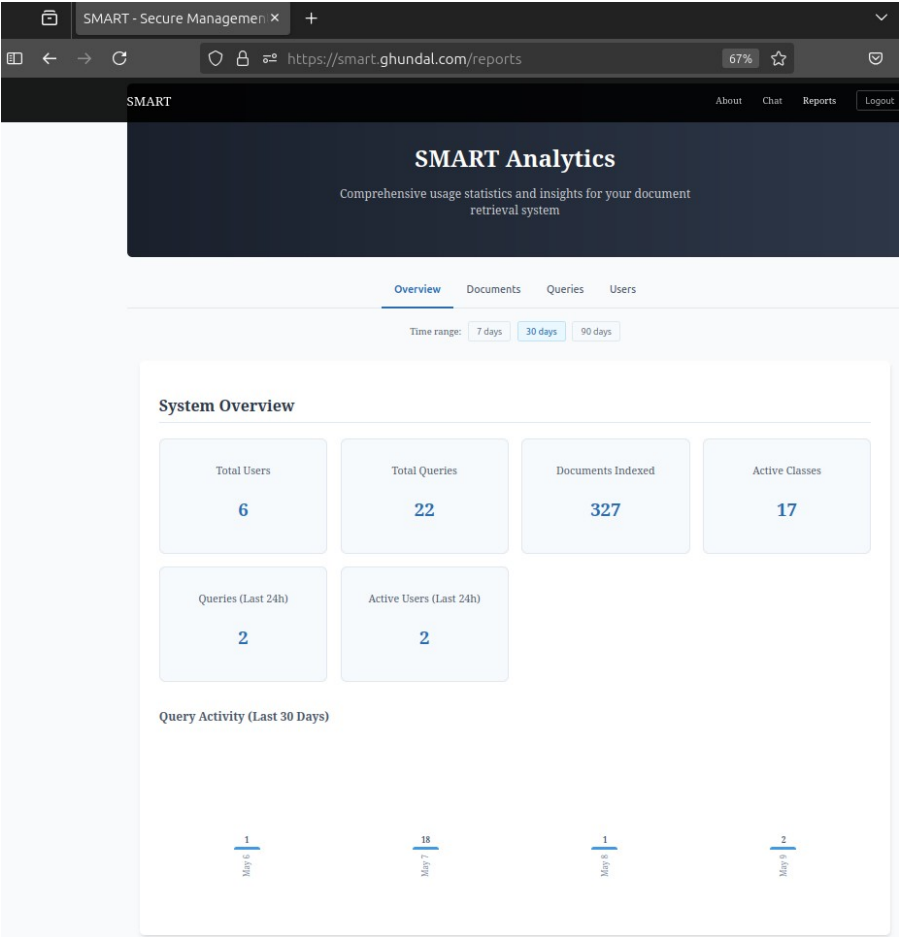 SMART - Secure Managemen
https://smart.ghundal.com/reports
67%
SMART
About Chat Reports Logout
SMART Analytics
Comprehensive usage statistics and insights for your document
retrieval system
Overview Documents Queries Users
Time range: 7 days 30 days 90 days
System Overview
Total Users Total Queries Documents Indexed Active Classes
6 22 327 17
Queries (Last 24h) Active Users (Last 24h)
2 2
Query Activity (Last 30 Days)
1 18 1 2
May 6 May 7 May 8 May 9